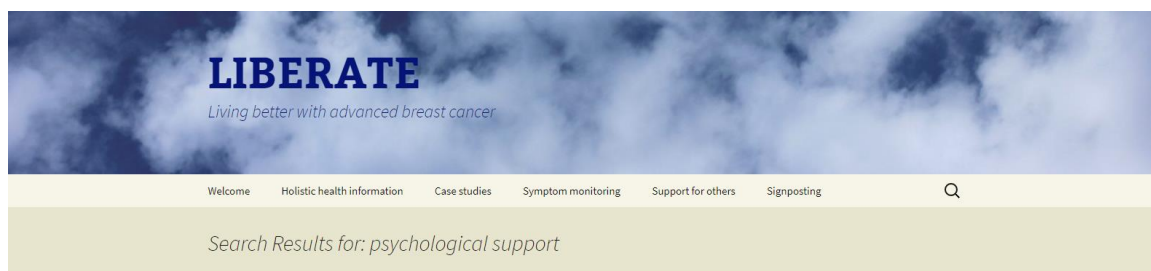 LIBERATE
Living better with advanced breast cancer
Welcome Holistic health information Case studies Symptom monitoring Support for others Signposting
Search Results for: psychological support